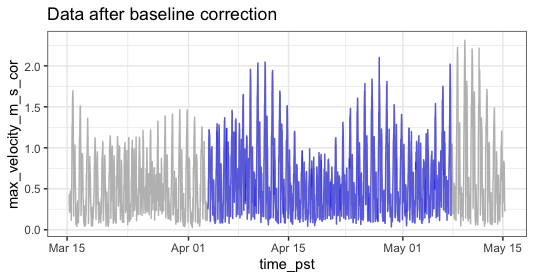 Data after baseline correction
max_velocity_m_s_cor
2.0
1.5
1.0
0.5
0.0
Mar 15 Apr 01 Apr 15 May 01 May 15
time_pst